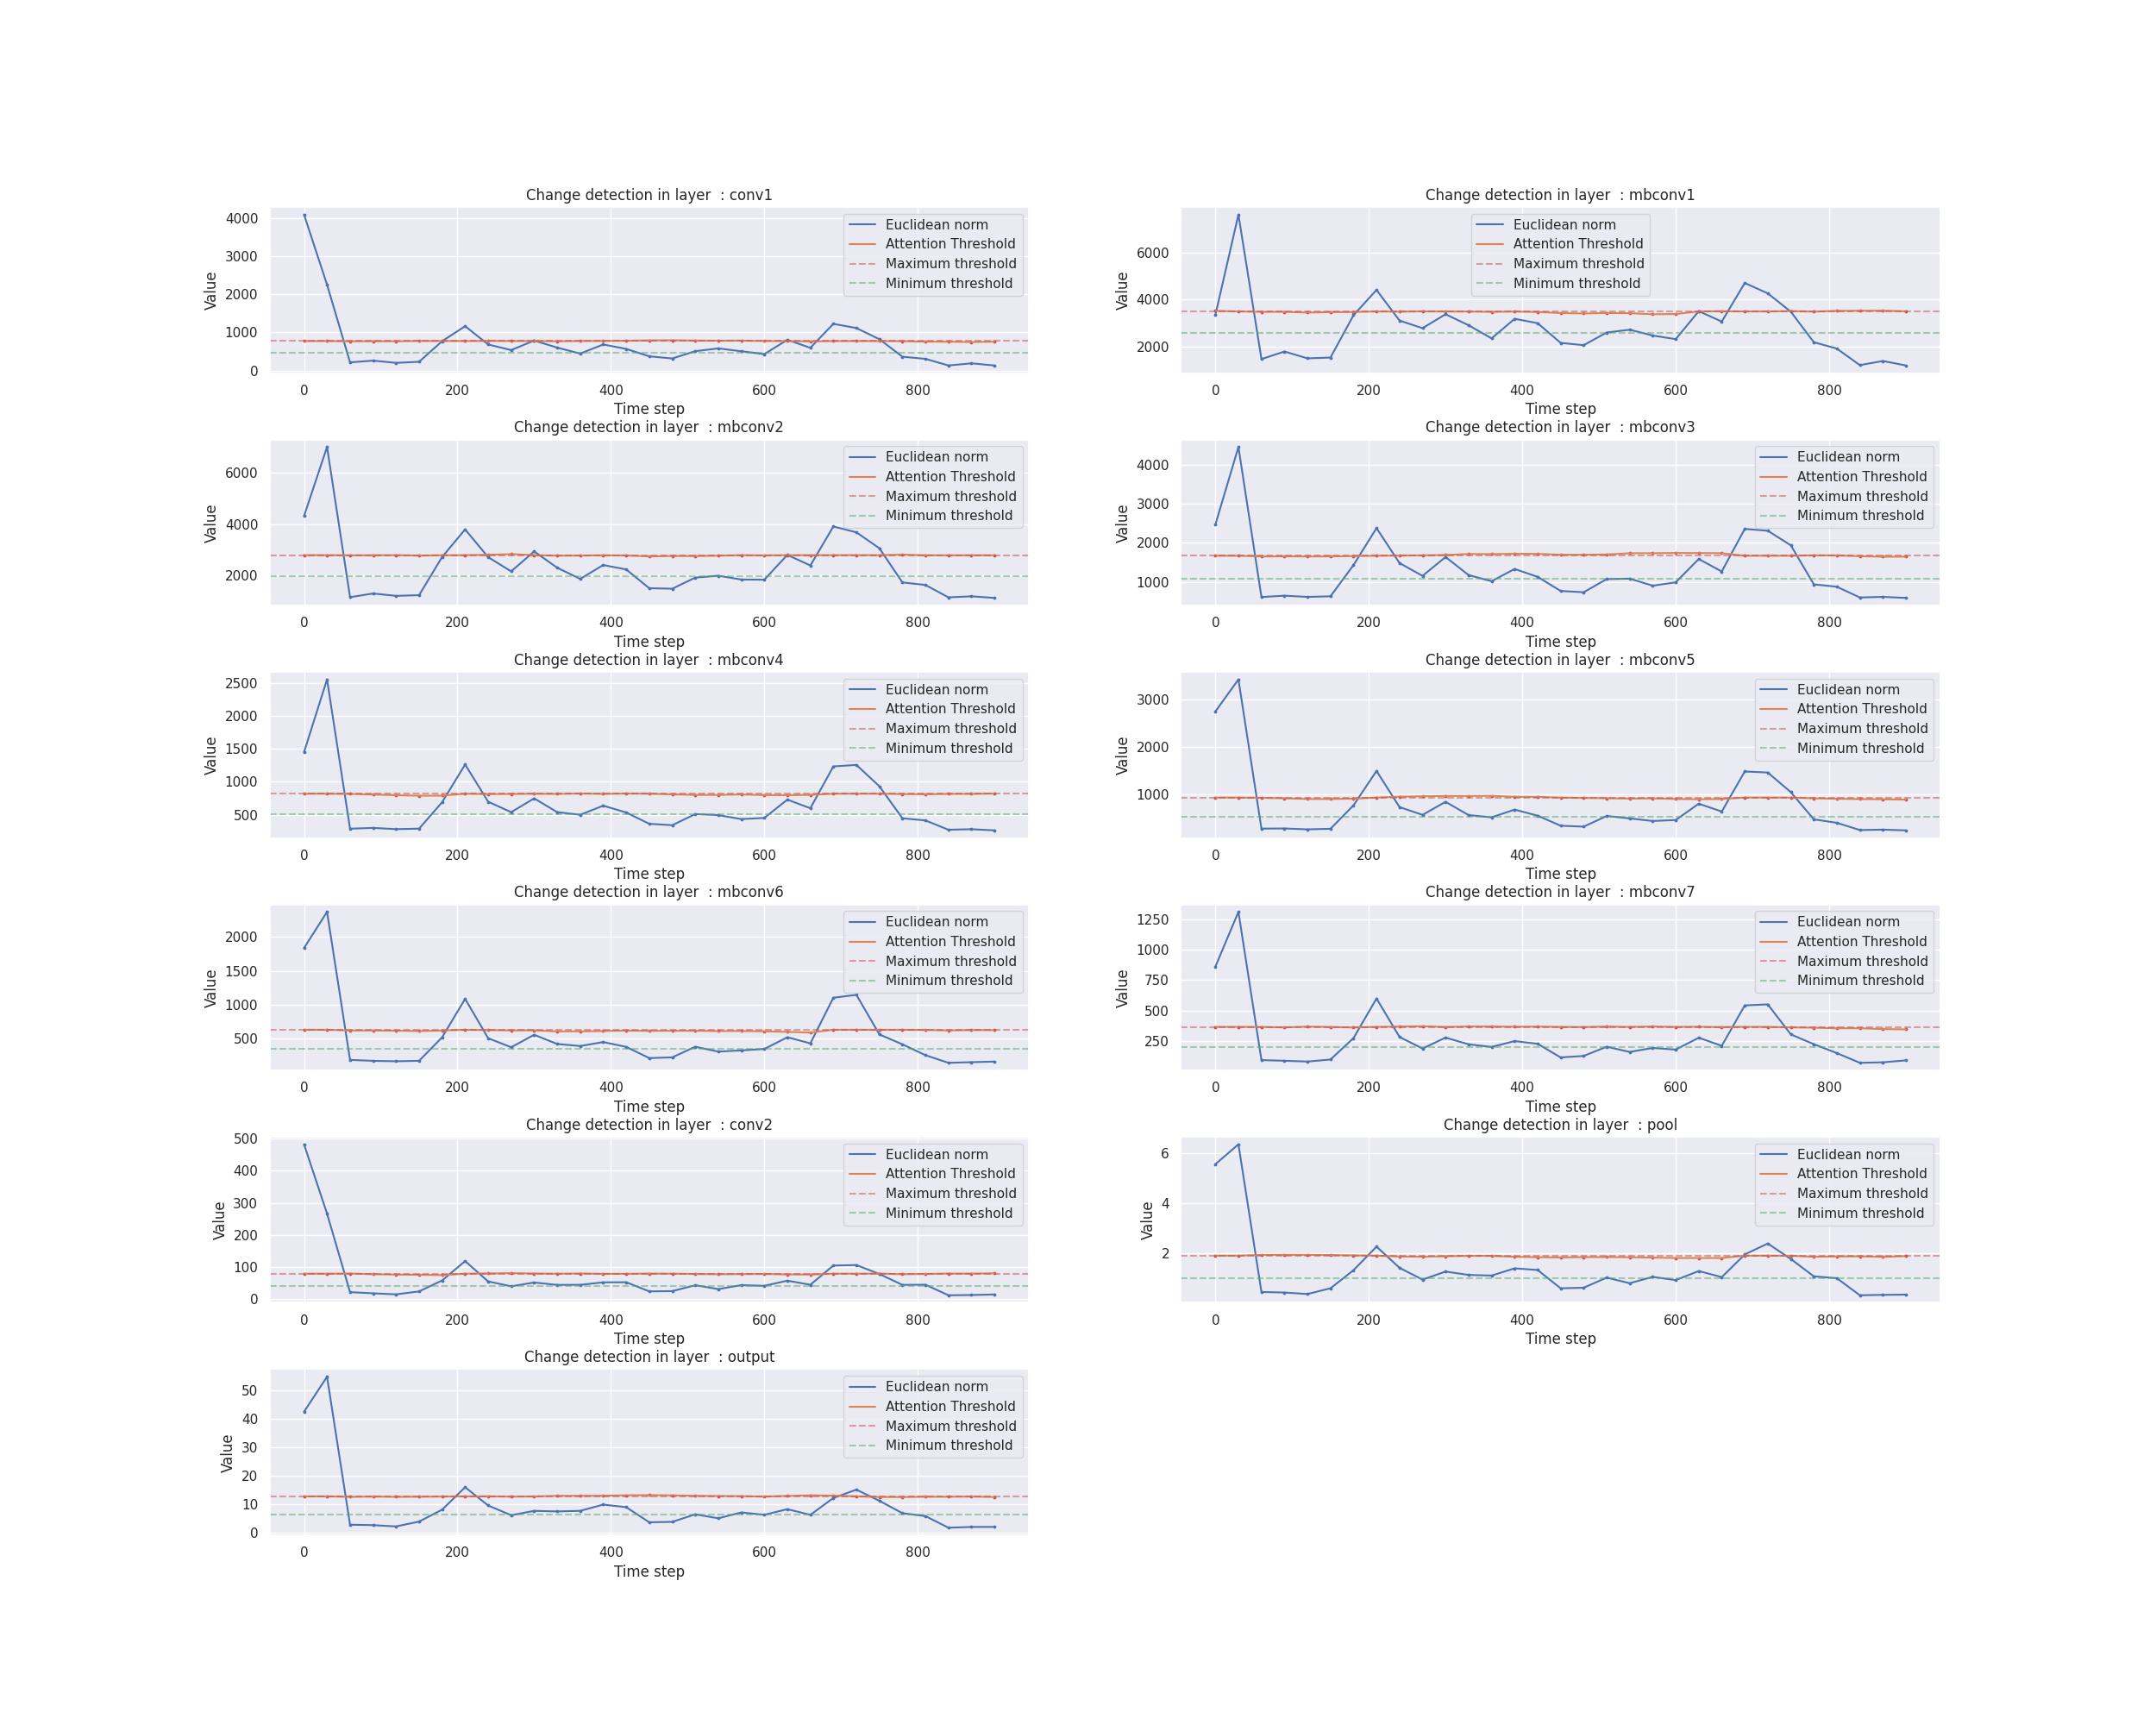 Change detection in layer  : conv1
4000
3000
2000
1000
0
Value
Euclidean norm
Attention Threshold
Maximum threshold
Minimum threshold
0 200 400 600 800
Time step
Change detection in layer  : mbconv1
6000
4000
2000
Value
Euclidean norm
Attention Threshold
Maximum threshold
Minimum threshold
0 200 400 600 800
Time step
Change detection in layer  : mbconv2
6000
4000
2000
Value
Euclidean norm
Attention Threshold
Maximum threshold
Minimum threshold
0 200 400 600 800
Time step
Change detection in layer  : mbconv3
4000
3000
2000
1000
Value
Euclidean norm
Attention Threshold
Maximum threshold
Minimum threshold
0 200 400 600 800
Time step
Change detection in layer  : mbconv4
2500
2000
1500
1000
500
Value
Euclidean norm
Attention Threshold
Maximum threshold
Minimum threshold
0 200 400 600 800
Time step
Change detection in layer  : mbconv5
3000
2000
1000
Value
Euclidean norm
Attention Threshold
Maximum threshold
Minimum threshold
0 200 400 600 800
Time step
Change detection in layer  : mbconv6
2000
1500
1000
500
Value
Euclidean norm
Attention Threshold
Maximum threshold
Minimum threshold
0 200 400 600 800
Time step
Change detection in layer  : mbconv7
1250
1000
750
500
250
Value
Euclidean norm
Attention Threshold
Maximum threshold
Minimum threshold
0 200 400 600 800
Time step
Change detection in layer  : conv2
500
400
300
200
100
0
Value
Euclidean norm
Attention Threshold
Maximum threshold
Minimum threshold
0 200 400 600 800
Time step
Change detection in layer  : pool
6
4
2
Value
Euclidean norm
Attention Threshold
Maximum threshold
Minimum threshold
0 200 400 600 800
Time step
Change detection in layer  : output
50
40
30
20
10
0
Value
Euclidean norm
Attention Threshold
Maximum threshold
Minimum threshold
0 200 400 600 800
Time step